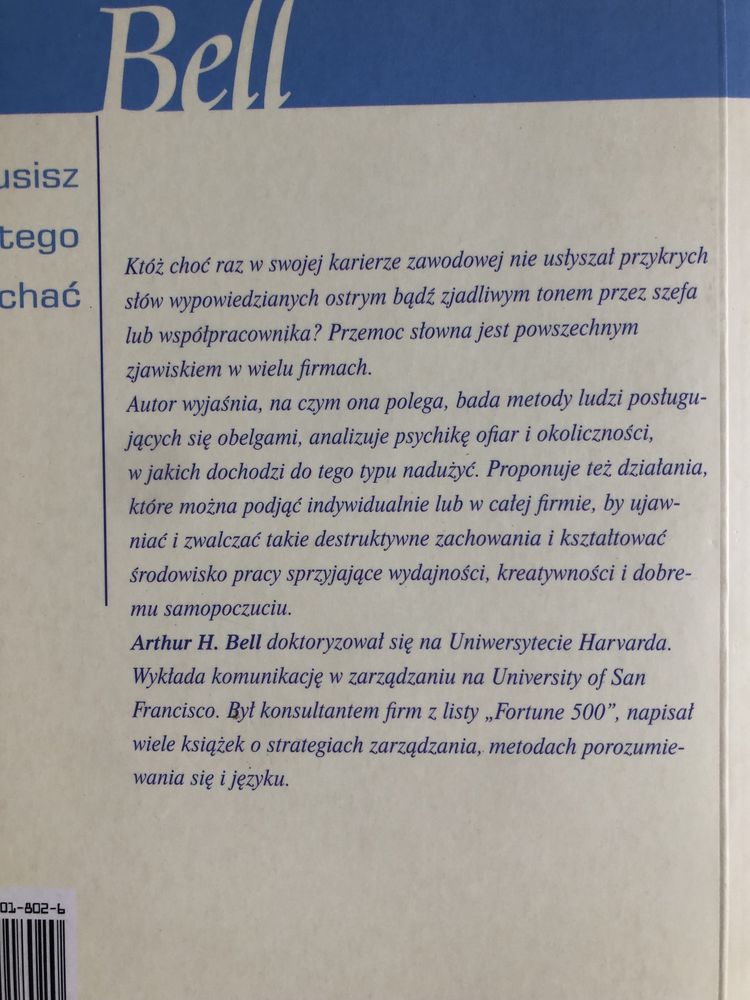 Bell
usisz
tego
chać
Któż choć raz w swojej karierze zawodowej nie usłyszał przykrych
słów wypowiedzianych ostrym bądź zjadliwym tonem przez szefa
lub współpracownika? Przemoc słowna jest powszechnym
zjawiskiem w wielu firmach.
Autor wyjaśnia, na czym ona polega, bada metody ludzi posługu-
jących się obelgami, analizuje psychikę ofiar i okoliczności,
w jakich dochodzi do tego typu nadużyć. Proponuje też działania,
które można podjąć indywidualnie lub w całej firmie, by ujaw-
niać i zwalczać takie destruktywne zachowania i kształtować
środowisko pracy sprzyjające wydajności, kreatywności i dobre-
mu samopoczuciu.
Arthur H. Bell doktoryzował się na Uniwersytecie Harvarda.
Wykłada komunikację w zarządzaniu na University of San
Francisco. Był konsultantem firm z listy „Fortune 500”, napisał
wiele książek o strategiach zarządzania, metodach porozumie-
wania się i języku.
01-802-6